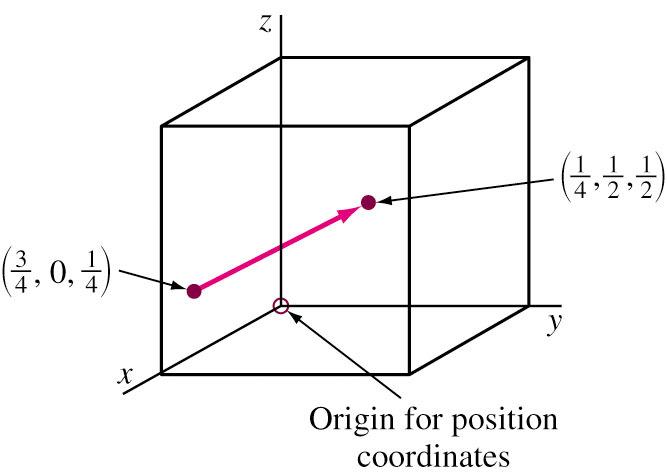 z
(1/4, 1/2, 1/2)
(3/4, 0, 1/4)
y
x
Origin for position
coordinates